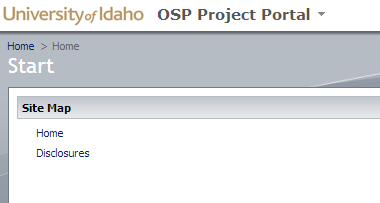 University of Idaho OSP Project Portal
Home > Home
Start
Site Map
Home
Disclosures